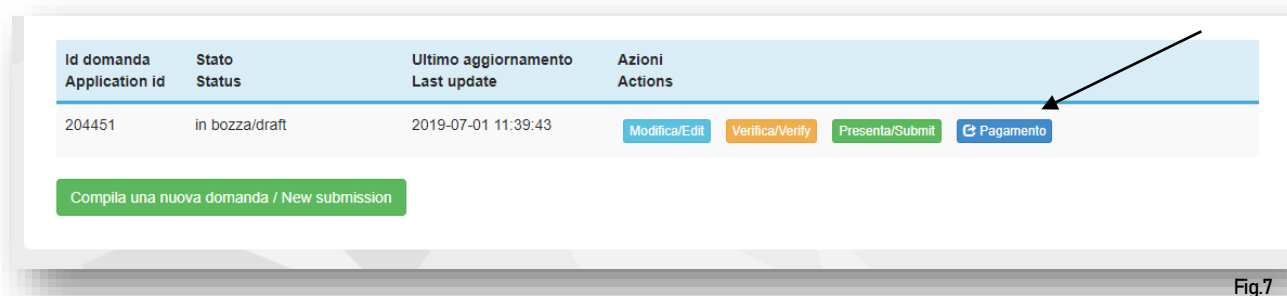 Id domanda Stato Ultimo aggiornamento Azioni
Application id Status Last update Actions
204451 in bozza/draft 2019-07-01 11:39:43 Modifica/Edit Verifica/Verify Presenta/Submit Pagamento
Compila una nuova domanda / New submission
Fig.7